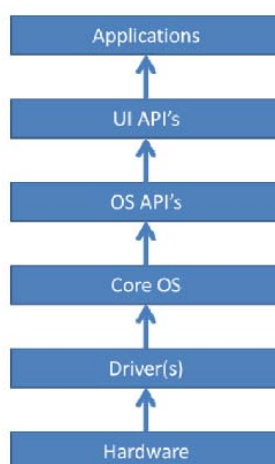 Applications
UI API's
OS API's
Core OS
Driver(s)
Hardware